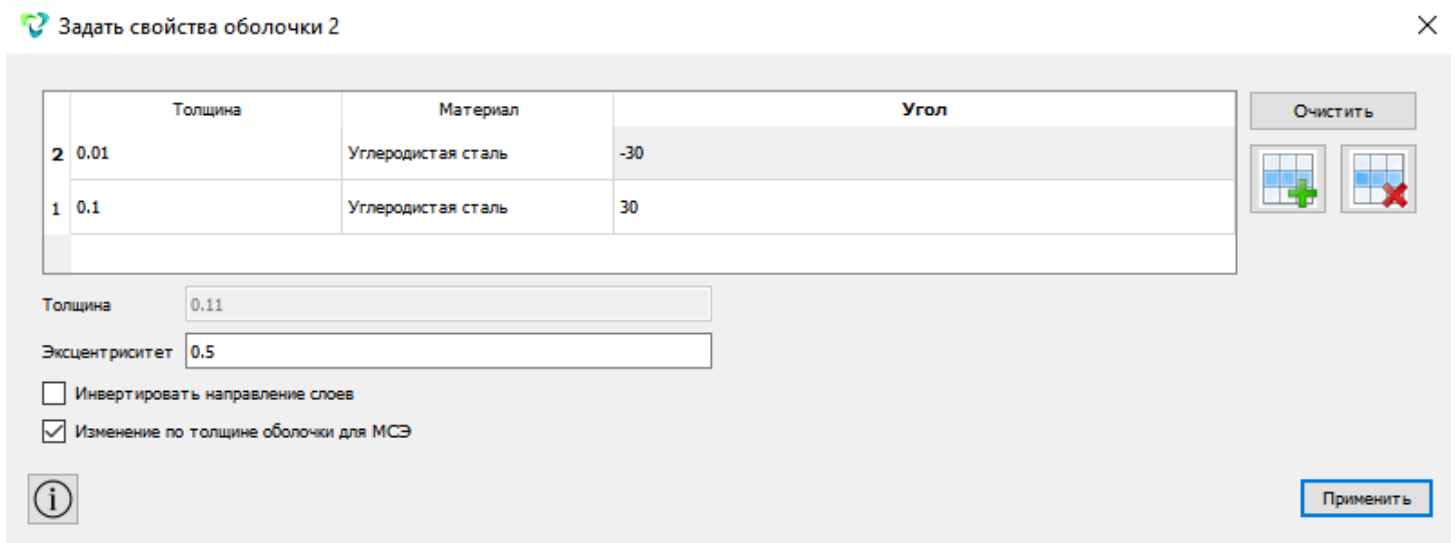 Задать свойства оболочки 2
Толщина Материал Угол Очистить
2 0.01 Углеродистая сталь -30
1 0.1 Углеродистая сталь 30
Толщина 0.11
Эксцентриситет 0.5
Инвертировать направление слоев
Изменение по толщине оболочки для МСЭ
Применить